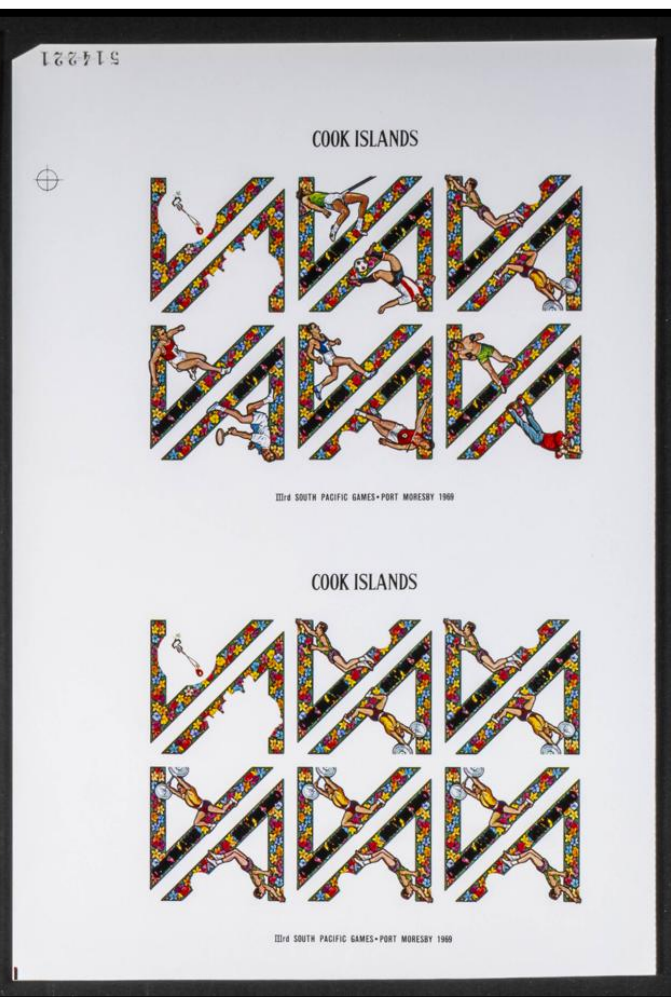 514221
COOK ISLANDS
IIIrd SOUTH PACIFIC GAMES•PORT MORESBY 1969
COOK ISLANDS
IIIrd SOUTH PACIFIC GAMES•PORT MORESBY 1969